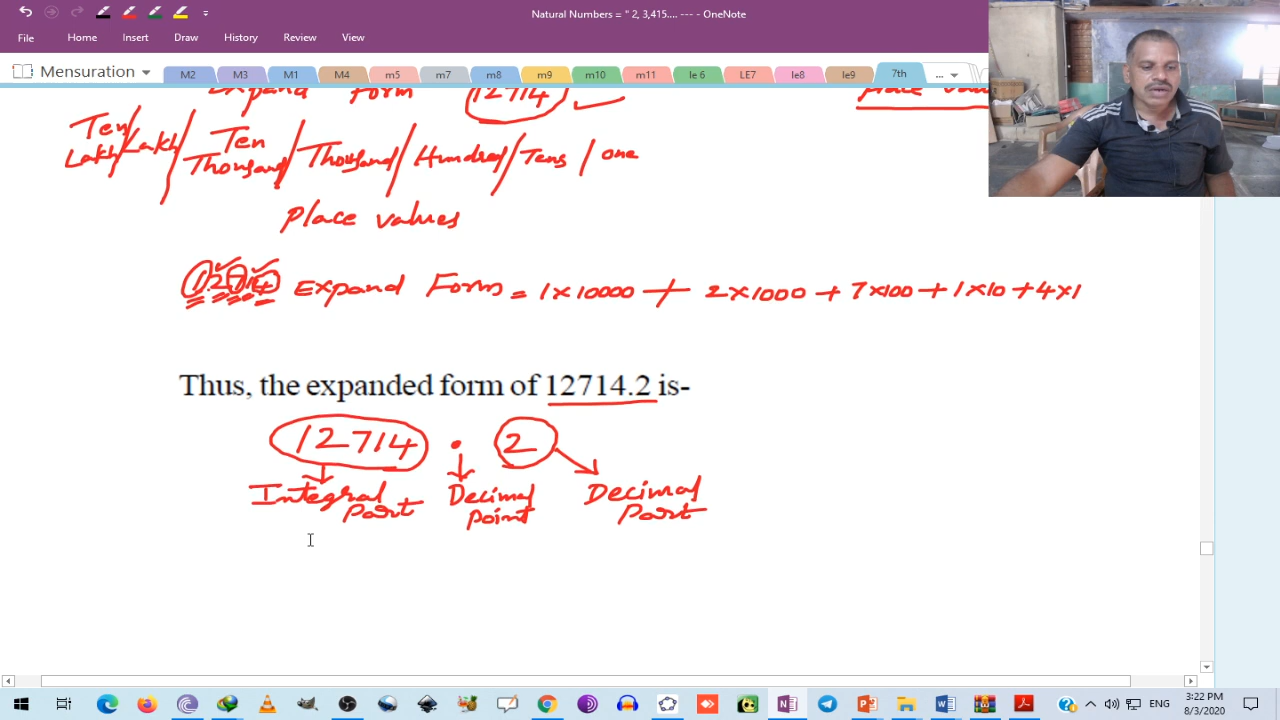 Natural Numbers = " 2, 3,415.... --- - OneNote
File Home Insert Draw History Review View
Mensuration M2 M3 M1 M4 m5 m7 m8 m9 m10 m11 le 6 LE7 le8 le9 7th ...
Expand Form 12714 place valu
Ten Lakh / Lakh / Ten Thousand / Thousand / Hundred / Tens / one
place values
12714 Expand Form = 1×10000 + 2×1000 + 7×100 + 1×10 + 4×1
Thus, the expanded form of 12714.2 is-
12714 . 2
Integral Part Decimal Point Decimal Part
ENG 3:22 PM
8/3/2020